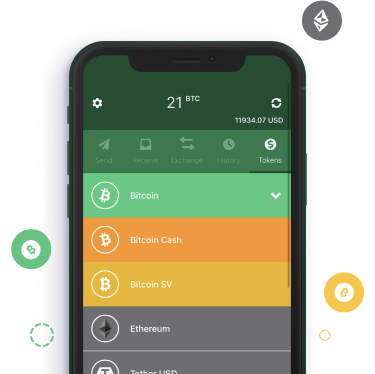 21 BTC
11934.07 USD
Send Receive Exchange History Tokens
Bitcoin
Bitcoin Cash
Bitcoin SV
Ethereum
Tether USD